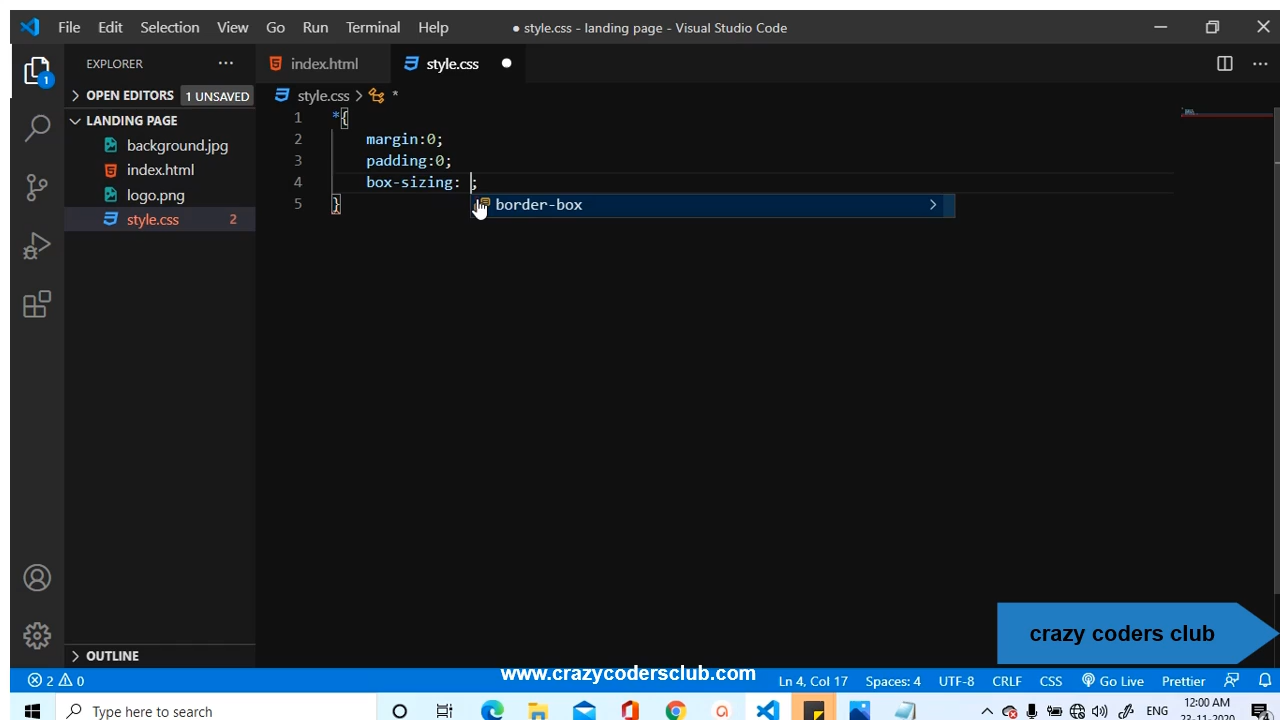 File Edit Selection View Go Run Terminal Help
● style.css - landing page - Visual Studio Code
EXPLORER ···
index.html
style.css ●
1
OPEN EDITORS 1 UNSAVED
style.css > *
LANDING PAGE
background.jpg
index.html
logo.png
style.css 2
1 *{
2 margin:0;
3 padding:0;
4 box-sizing: ;
5 }
border-box
OUTLINE
crazy coders club
www.crazycodersclub.com
2 0
Ln 4, Col 17 Spaces: 4 UTF-8 CRLF CSS Go Live Prettier
Type here to search
ENG
12:00 AM